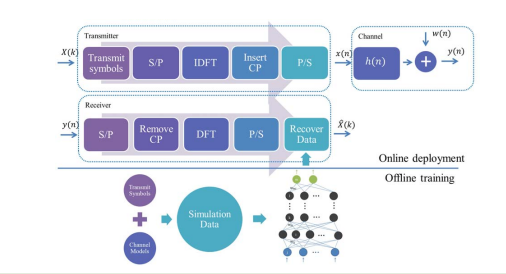 Transmitter
X(k)
Transmit
symbols
S/P
IDFT
Insert
CP
P/S
x(n)
Channel
h(n)
w(n)
+
y(n)
Receiver
y(n)
S/P
Remove
CP
DFT
P/S
Recover
Data
X̂(k)
Online deployment
Offline training
Transmit
Symbols
+
Channel
Models
Simulation
Data